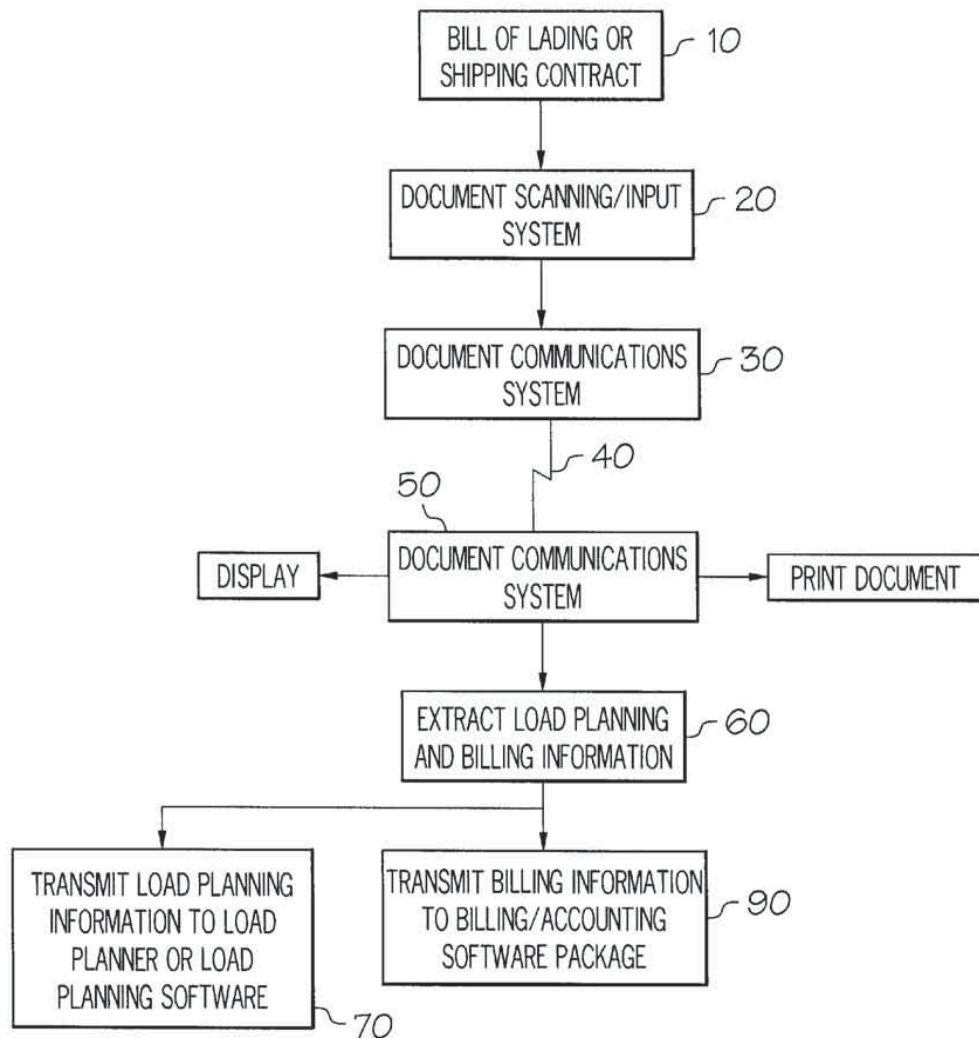 BILL OF LADING OR
SHIPPING CONTRACT
10
DOCUMENT SCANNING/INPUT
SYSTEM
20
DOCUMENT COMMUNICATIONS
SYSTEM
30
40
50
DISPLAY
DOCUMENT COMMUNICATIONS
SYSTEM
PRINT DOCUMENT
EXTRACT LOAD PLANNING
AND BILLING INFORMATION
60
TRANSMIT LOAD PLANNING
INFORMATION TO LOAD
PLANNER OR LOAD
PLANNING SOFTWARE
70
TRANSMIT BILLING INFORMATION
TO BILLING/ACCOUNTING
SOFTWARE PACKAGE
90